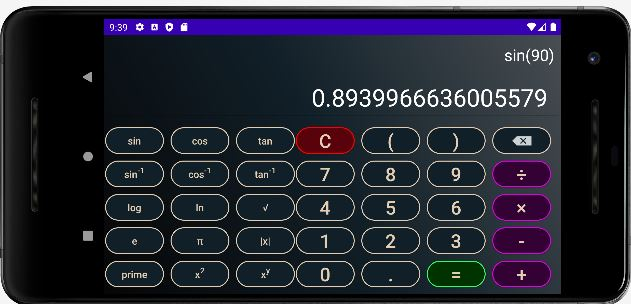 9:39
sin(90)
0.8939966636005579
sin cos tan C ( )
sin-1 cos-1 tan-1 7 8 9 ÷
log ln √ 4 5 6 ×
e π |x| 1 2 3 -
prime x² xʸ 0 . = +